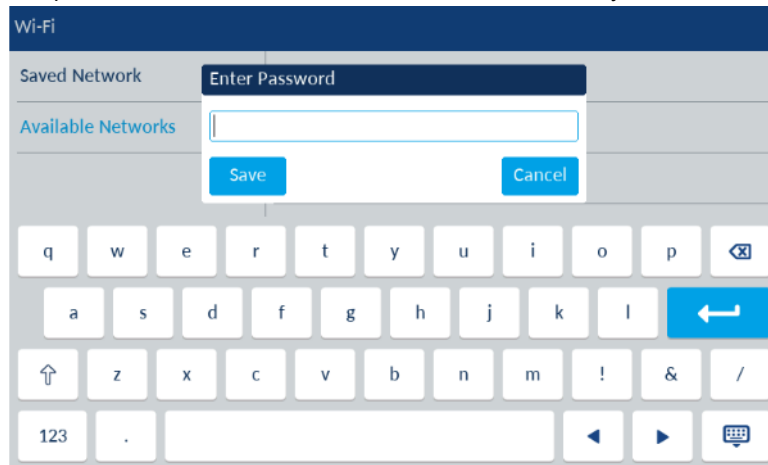 Wi-Fi
Saved Network
Enter Password
Available Networks
Save
Cancel
q w e r t y u i o p
a s d f g h j k l
z x c v b n m ! & /
123 .